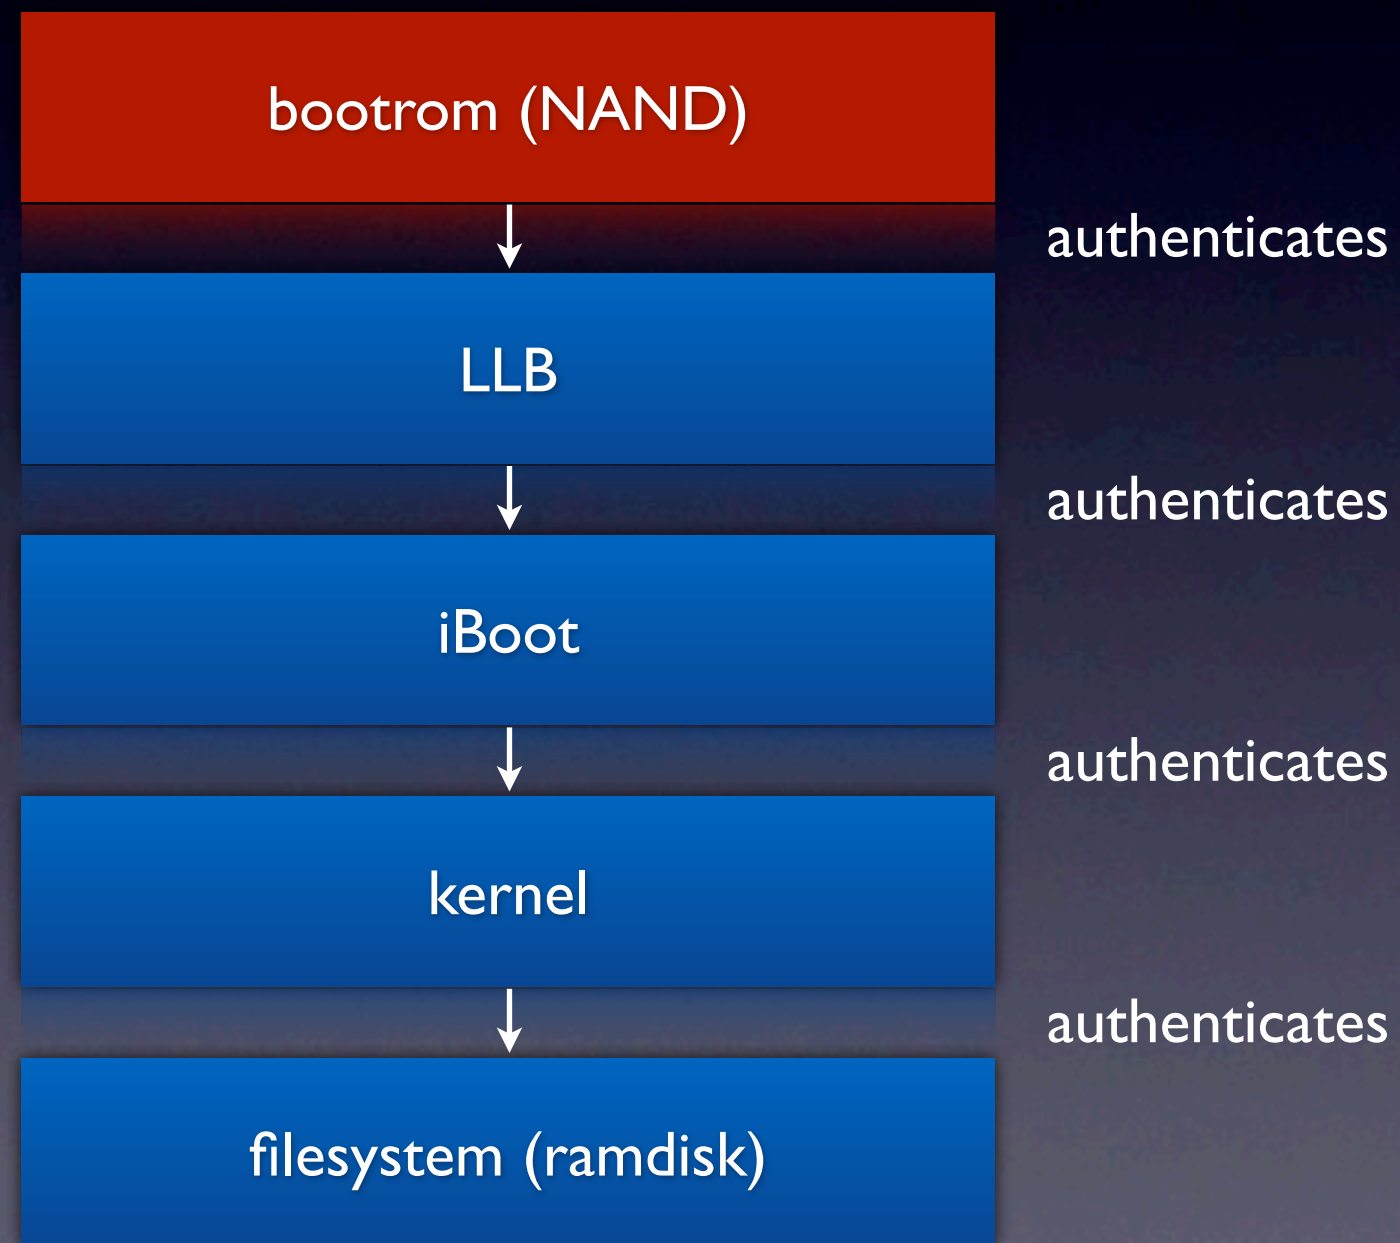 bootrom (NAND)
authenticates
LLB
authenticates
iBoot
authenticates
kernel
authenticates
filesystem (ramdisk)